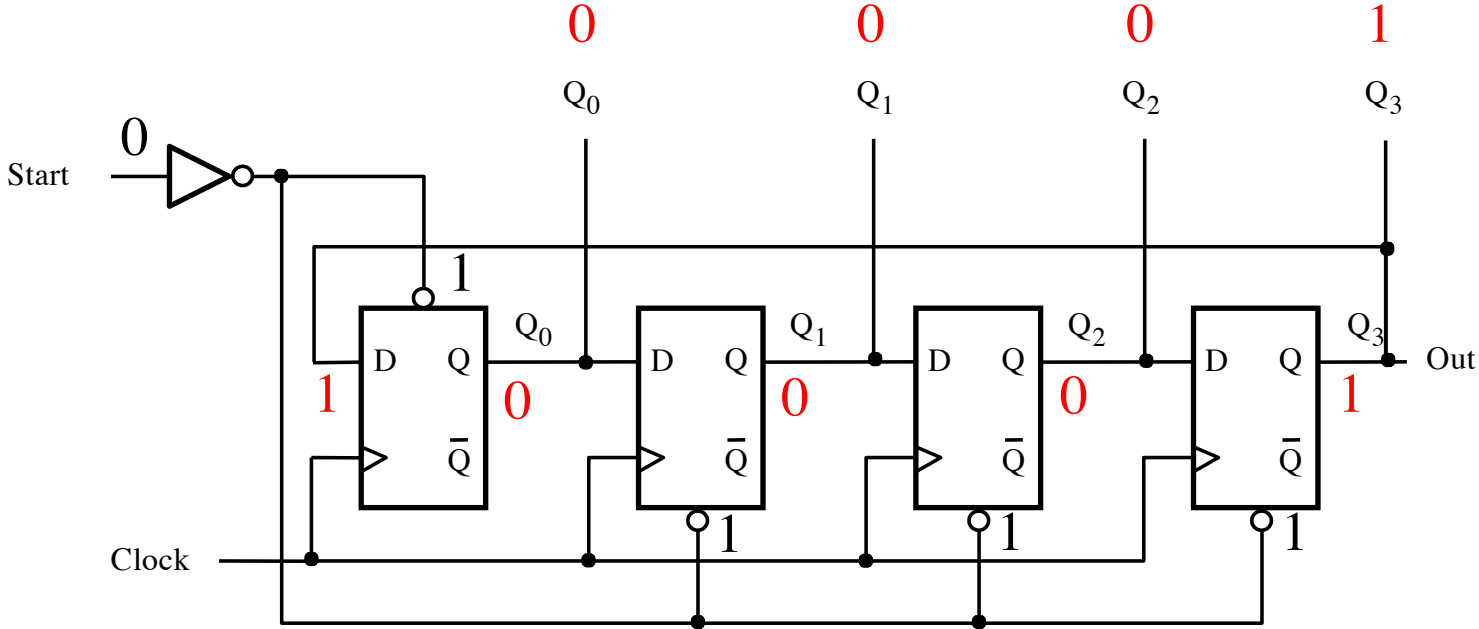 0 0 0 1
Q0 Q1 Q2 Q3
0
Start
1
Q0 Q1 Q2 Q3
D Q D Q D Q D Q Out
1 0 0 0 1
Q̅ Q̅ Q̅ Q̅
1 1 1
Clock